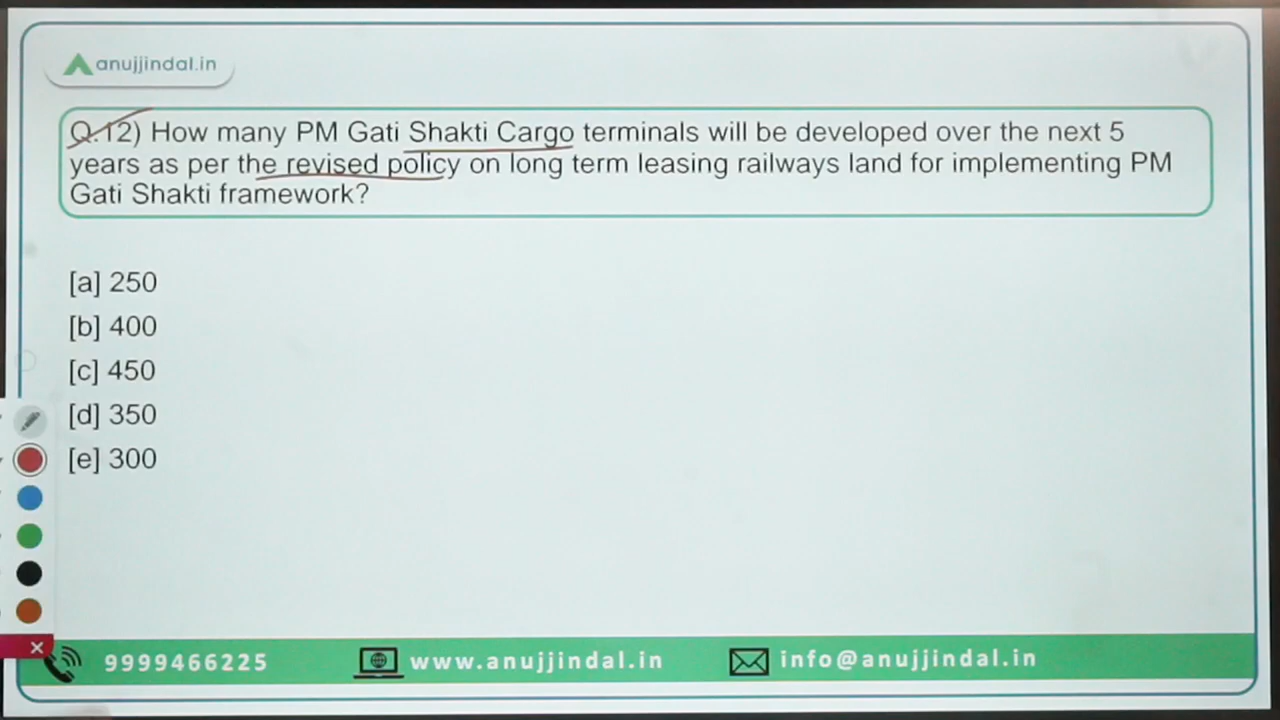 anujjindal.in
Q.12) How many PM Gati Shakti Cargo terminals will be developed over the next 5
years as per the revised policy on long term leasing railways land for implementing PM
Gati Shakti framework?
[a] 250
[b] 400
[c] 450
[d] 350
[e] 300
9999466225
www.anujjindal.in
info@anujjindal.in